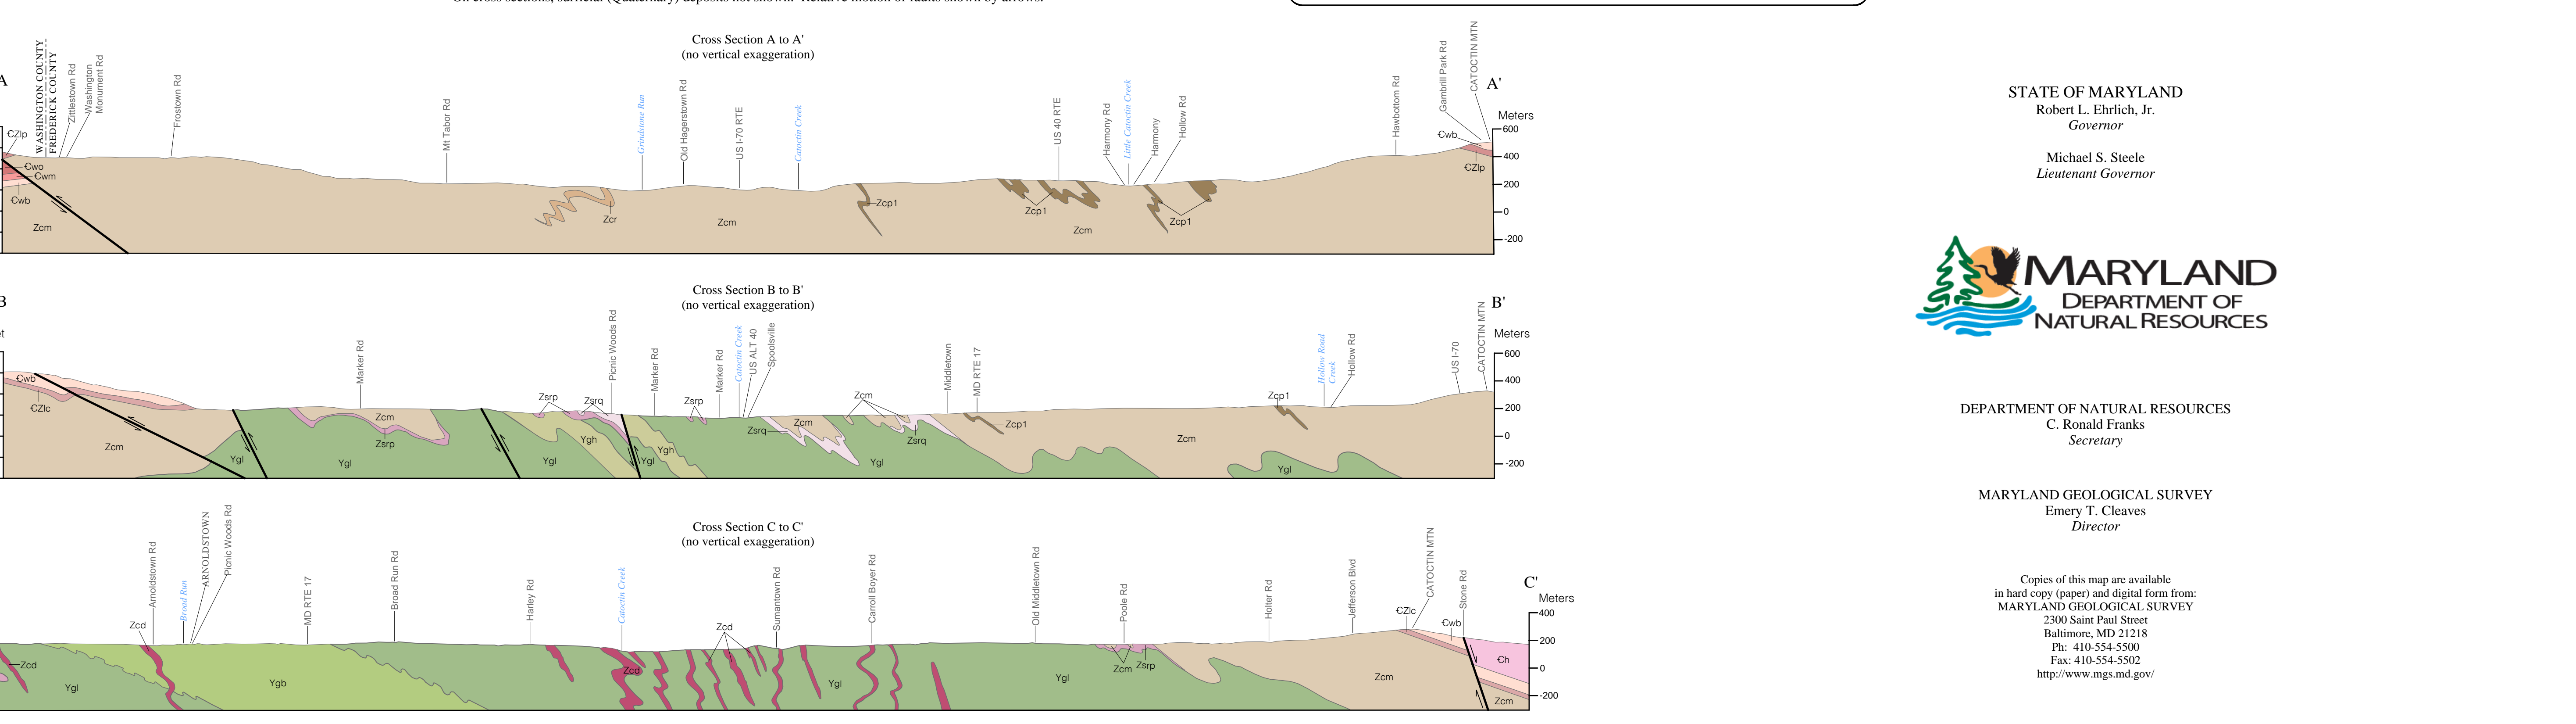 On cross sections, surficial (Quaternary) deposits not shown. Relative motion of faults shown by arrows.
Cross Section A to A'
(no vertical exaggeration)
A
WASHINGTON COUNTY
FREDERICK COUNTY
Zittlestown Rd
Washington
Monument Rd
Frostown Rd
Mt Tabor Rd
Grindstone Run
Old Hagerstown Rd
US I-70 RTE
Catoctin Creek
US 40 RTE
Harmony Rd
Little Catoctin Creek
Harmony
Hollow Rd
Hawbottom Rd
Gambrill Park Rd
CATOCTIN MTN
A'
Meters
600
400
200
0
-200
ЄZlp
Єwo
Єwm
Єwb
Zcm
Zcr
Zcm
Zcp1
Zcp1
Zcm
Zcp1
Єwb
ЄZlp
Cross Section B to B'
(no vertical exaggeration)
B
Marker Rd
Picnic Woods Rd
Marker Rd
Marker Rd
Catoctin Creek
US ALT 40
Spoolsville
Middletown
MD RTE 17
Hollow Road
Creek
Hollow Rd
US I-70
CATOCTIN MTN
B'
Meters
600
400
200
0
-200
Єwb
ЄZlc
Zcm
Ygl
Ygl
Zcm
Zsrp
Zsrp
Zsrq
Ygh
Ygl
Ygl
Ygh
Zsrp
Zsrq
Zcm
Zcm
Zsrq
Ygl
Zcp1
Zcm
Zcp1
Ygl
Cross Section C to C'
(no vertical exaggeration)
Arnoldstown Rd
Broad Run
ARNOLDSTOWN
Picnic Woods Rd
MD RTE 17
Broad Run Rd
Harley Rd
Catoctin Creek
Sumantown Rd
Carroll Boyer Rd
Old Middletown Rd
Poole Rd
Holter Rd
Jefferson Blvd
CATOCTIN MTN
Stone Rd
C'
Meters
400
200
0
-200
Zcd
Zcd
Ygl
Ygb
Zcd
Zcd
Ygl
Ygl
Zcm
Zsrp
Zcm
ЄZlc
Єwb
Єh
Zcm
STATE OF MARYLAND
Robert L. Ehrlich, Jr.
Governor
Michael S. Steele
Lieutenant Governor
MARYLAND
DEPARTMENT OF
NATURAL RESOURCES
DEPARTMENT OF NATURAL RESOURCES
C. Ronald Franks
Secretary
MARYLAND GEOLOGICAL SURVEY
Emery T. Cleaves
Director
Copies of this map are available
in hard copy (paper) and digital form from:
MARYLAND GEOLOGICAL SURVEY
2300 Saint Paul Street
Baltimore, MD 21218
Ph: 410-554-5500
Fax: 410-554-5502
http://www.mgs.md.gov/